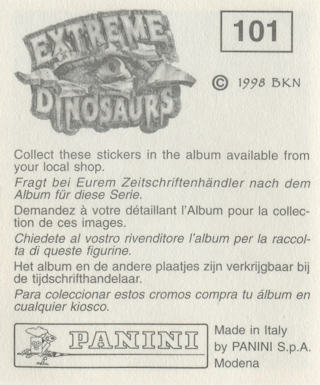 EXTREME
DINOSAURS
101
© 1998 BKN
Collect these stickers in the album available from
your local shop.
Fragt bei Eurem Zeitschriftenhändler nach dem
Album für diese Serie.
Demandez à votre détaillant l'Album pour la collec-
tion de ces images.
Chiedete al vostro rivenditore l'album per la raccol-
ta di queste figurine.
Het album en de andere plaatjes zijn verkrijgbaar bij
de tijdschrifthandelaar.
Para coleccionar estos cromos compra tu álbum en
cualquier kiosco.
PANINI
Made in Italy
by PANINI S.p.A.
Modena